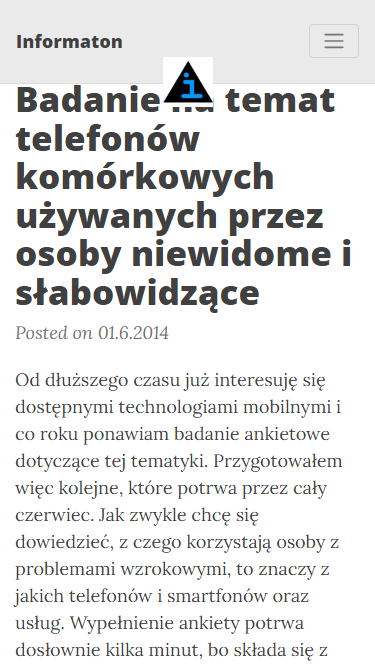 Informaton
Badanie na temat
telefonów
komórkowych
używanych przez
osoby niewidome i
słabowidzące
Posted on 01.6.2014
Od dłuższego czasu już interesuję się
dostępnymi technologiami mobilnymi i
co roku ponawiam badanie ankietowe
dotyczące tej tematyki. Przygotowałem
więc kolejne, które potrwa przez cały
czerwiec. Jak zwykle chcę się
dowiedzieć, z czego korzystają osoby z
problemami wzrokowymi, to znaczy z
jakich telefonów i smartfonów oraz
usług. Wypełnienie ankiety potrwa
dosłownie kilka minut, bo składa się z